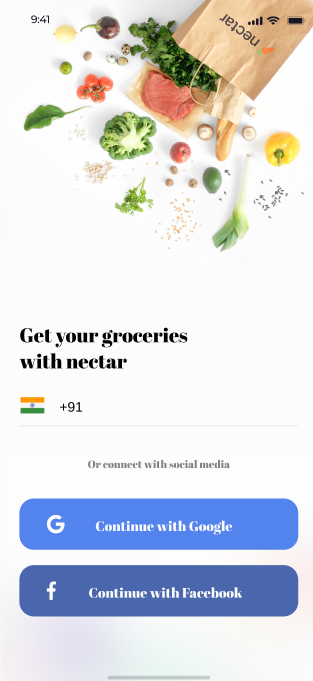 9:41
nectar
Get your groceries
with nectar
+91
Or connect with social media
G
Continue with Google
f
Continue with Facebook